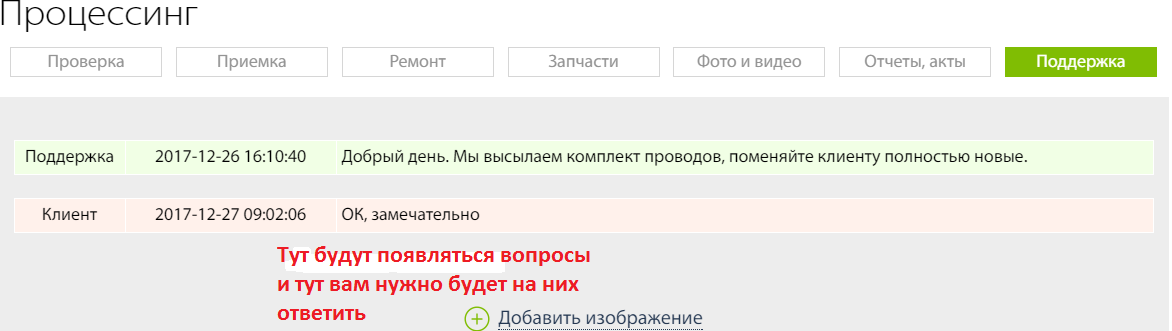 Процессинг
Проверка Приемка Ремонт Запчасти Фото и видео Отчеты, акты Поддержка
Поддержка 2017-12-26 16:10:40 Добрый день. Мы высылаем комплект проводов, поменяйте клиенту полностью новые.
Клиент 2017-12-27 09:02:06 ОК, замечательно
Тут будут появляться вопросы
и тут вам нужно будет на них
ответить
Добавить изображение